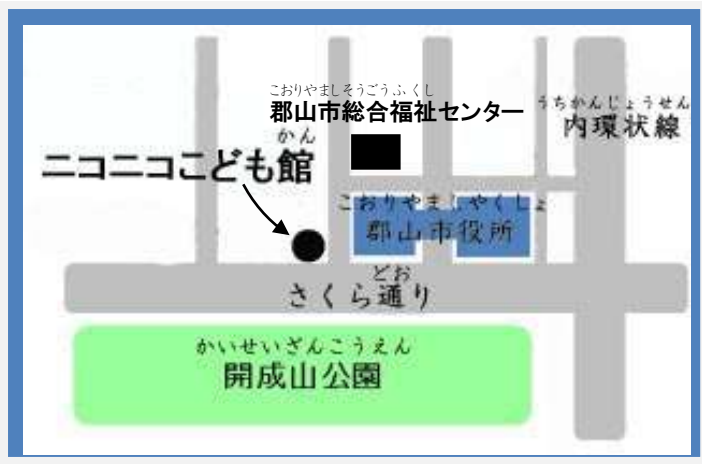 こおりやましそうごうふくし
郡山市総合福祉センター
うちかんじょうせん
内環状線
かん
ニコニコこども館
こおりやましやくしょ
郡山市役所
どお
さくら通り
かいせいざんこうえん
開成山公園